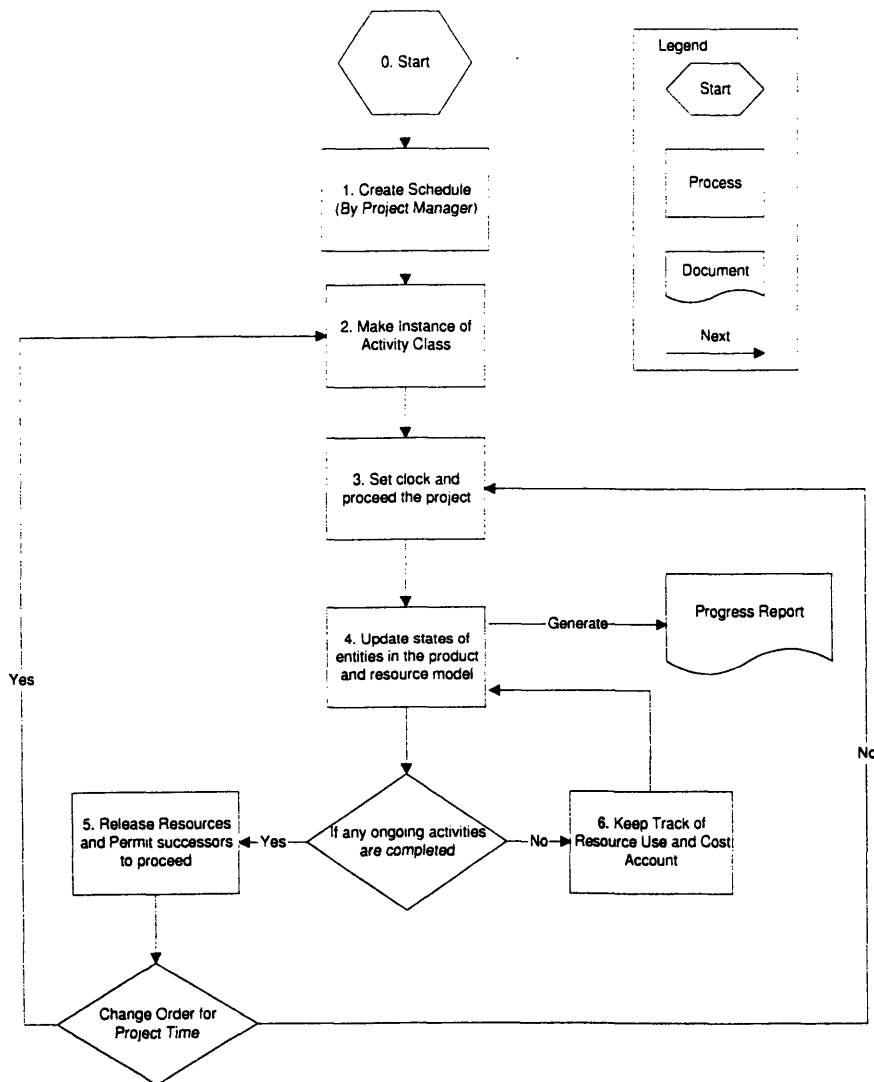 0. Start
Legend
Start
Process
Document
Next
1. Create Schedule
(By Project Manager)
2. Make Instance of
Activity Class
3. Set clock and
proceed the project
4. Update states of
entities in the product
and resource model
Generate
Progress Report
Yes
No
If any ongoing activities
are completed
Yes
No
5. Release Resources
and Permit successors
to proceed
6. Keep Track of
Resource Use and Cost
Account
Change Order for
Project Time